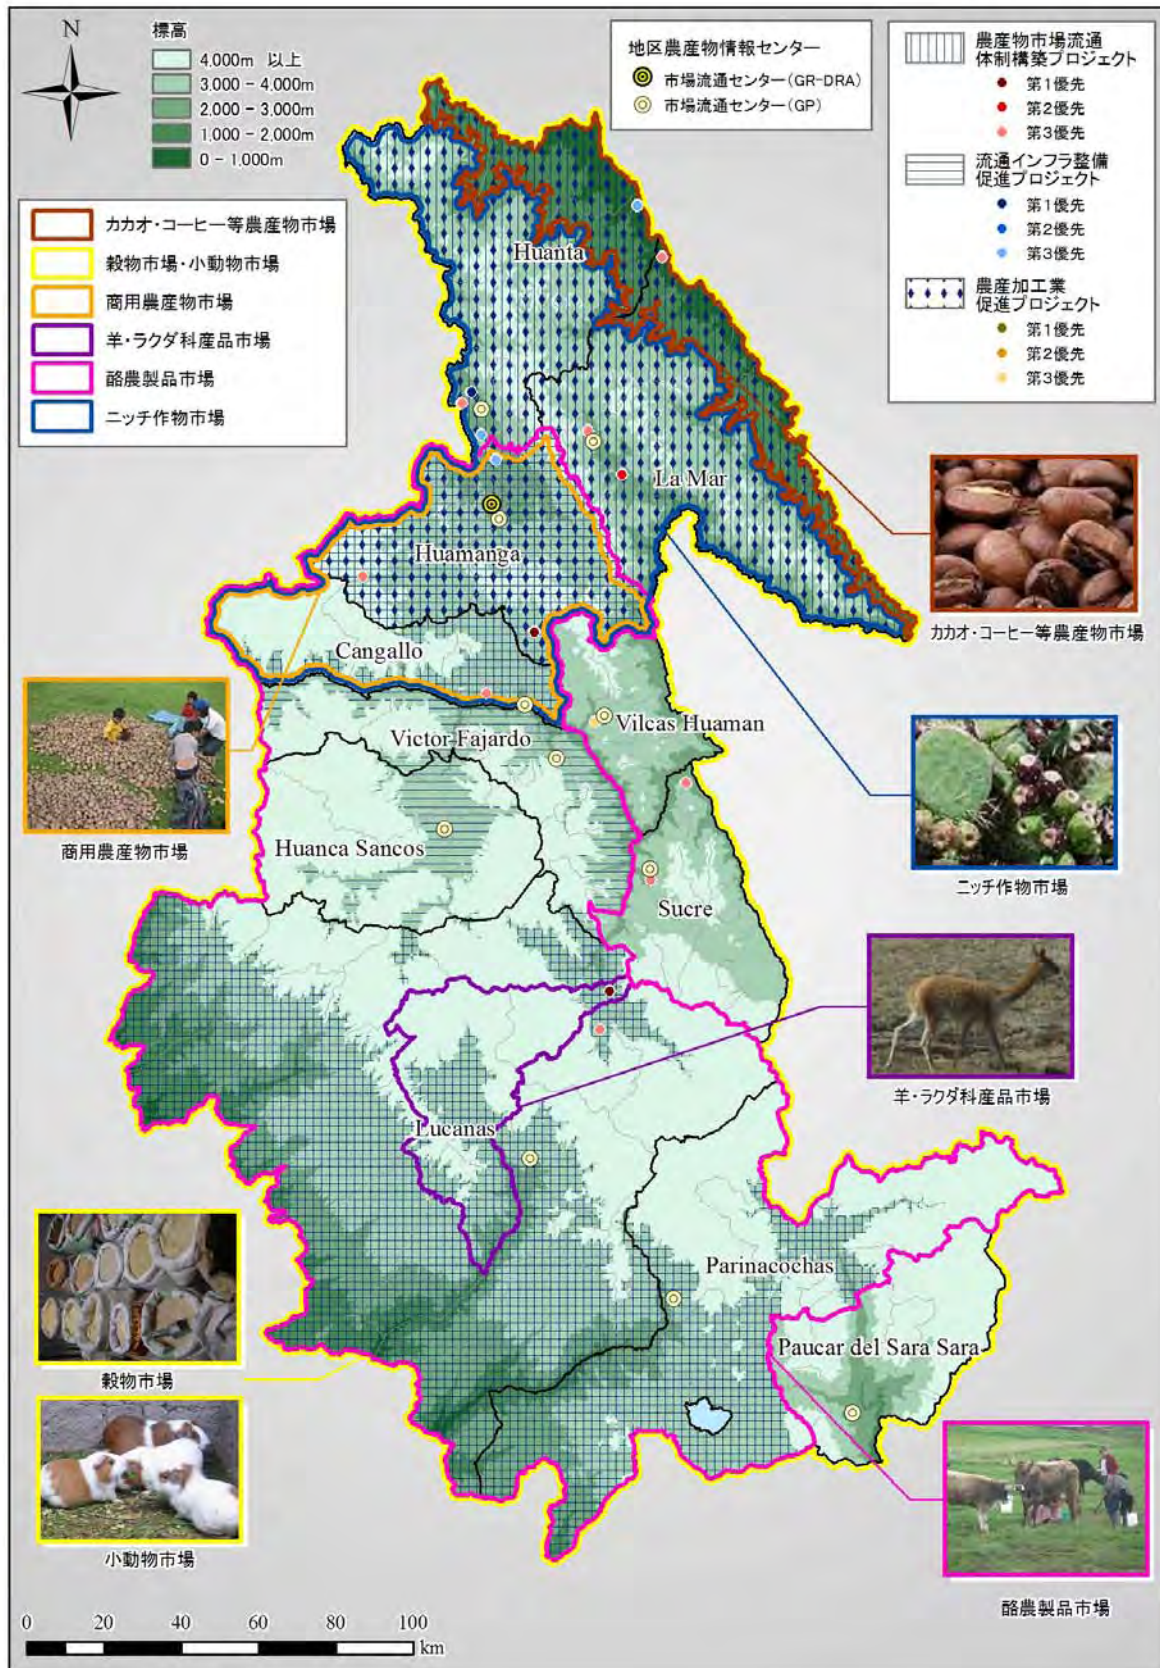 N
標高
4,000m 以上
3,000 - 4,000m
2,000 - 3,000m
1,000 - 2,000m
0 - 1,000m
地区農産物情報センター
市場流通センター(GR-DRA)
市場流通センター(GP)
農産物市場流通
体制構築プロジェクト
第1優先
第2優先
第3優先
流通インフラ整備
促進プロジェクト
第1優先
第2優先
第3優先
農産加工業
促進プロジェクト
第1優先
第2優先
第3優先
カカオ・コーヒー等農産物市場
穀物市場・小動物市場
商用農産物市場
羊・ラクダ科産品市場
酪農製品市場
ニッチ作物市場
Huanta
La Mar
Huamanga
カカオ・コーヒー等農産物市場
Cangallo
Vilcas Huaman
Victor Fajardo
商用農産物市場
Huanca Sancos
ニッチ作物市場
Sucre
羊・ラクダ科産品市場
Lucanas
Parinacochas
Paucar del Sara Sara
穀物市場
小動物市場
酪農製品市場
0 20 40 60 80 100
km